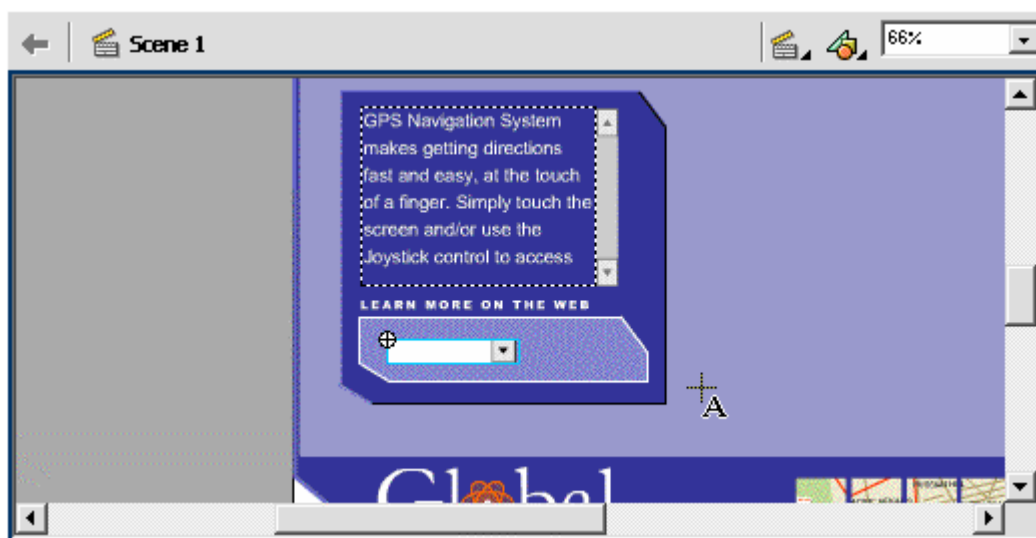 Scene 1
66%
GPS Navigation System
makes getting directions
fast and easy, at the touch
of a finger. Simply touch the
screen and/or use the
Joystick control to access
LEARN MORE ON THE WEB
A
Global